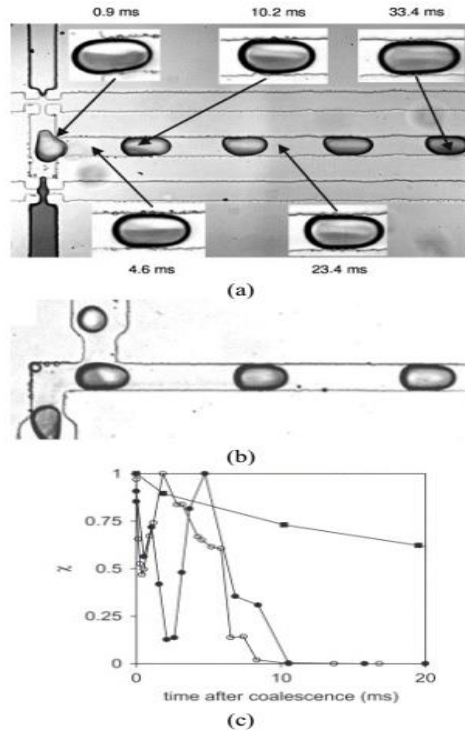 0.9 ms 10.2 ms 33.4 ms
4.6 ms 23.4 ms
(a)
(b)
1
0.75
0.5
0.25
0
χ
0 10 20
time after coalescence (ms)
(c)